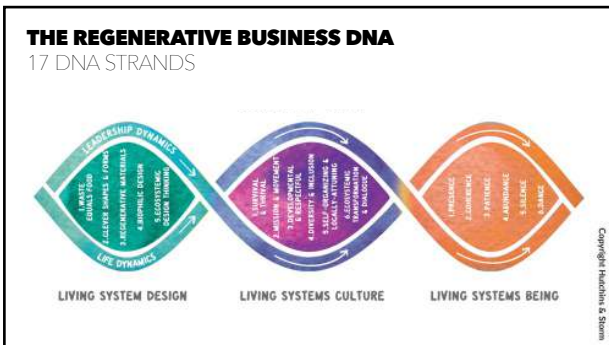 THE REGENERATIVE BUSINESS DNA
17 DNA STRANDS
LEADERSHIP DYNAMICS
1.WASTE
EQUALS FOOD
2.CLEVER SHAPES & FORMS
3.REGENERATIVE MATERIALS
4.BIOPHILIC DESIGN
5.ECOSYSTEMIC
DESIGN THINKING
LIFE DYNAMICS
1.SURVIVAL
& THRIVAL
2.MISSION & MOVEMENT
3.DEVELOPMENTAL
& RESPECTFUL
4.DIVERSITY & INCLUSION
5.SELF-ORGANIZING &
LOCALLY-ATTUNING
6.ECOSYSTEMIC
TRANSFORMATION
& DIALOGUE
1.PRESENCE
2.COHERENCE
3.PATIENCE
4.ABUNDANCE
5.SILENCE
6.DANCE
LIVING SYSTEM DESIGN
LIVING SYSTEMS CULTURE
LIVING SYSTEMS BEING
Copyright Hutchins & Storm